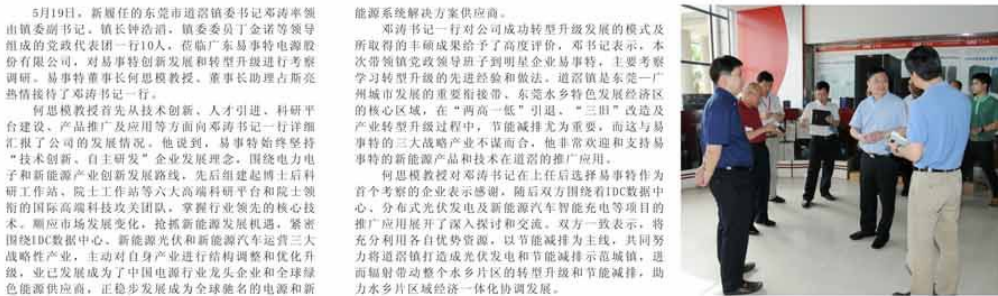 5月19日，新履任的东莞市道滘镇委书记邓涛率领
由镇委副书记、镇长钟浩滔，镇委委员丁金诺等领导
组成的党政代表团一行10人，莅临广东易事特电源股
份有限公司，对易事特创新发展和转型升级进行考察
调研。易事特董事长何思模教授、董事长助理占斯亮
热情接待了邓涛书记一行。
何思模教授首先从技术创新、人才引进、科研平
台建设、产品推广及应用等方面向邓涛书记一行详细
汇报了公司的发展情况。他说到，易事特始终坚持
“技术创新、自主研发”企业发展理念，围绕电力电
子和新能源产业创新发展路线，先后组建起博士后科
研工作站、院士工作站等六大高端科研平台和院士领
衔的国际高端科技攻关团队，掌握行业领先的核心技
术。顺应市场发展变化，抢抓新能源发展机遇，紧密
围绕IDC数据中心、新能源光伏和新能源汽车运营三大
战略性产业，主动对自身产业进行结构调整和优化升
级，业已发展成为了中国电源行业龙头企业和全球绿
色能源供应商，正稳步发展成为全球驰名的电源和新
能源系统解决方案供应商。
邓涛书记一行对公司成功转型升级发展的模式及
所取得的丰硕成果给予了高度评价，邓书记表示，本
次带领镇党政领导班子到明星企业易事特，主要考察
学习转型升级的先进经验和做法。道滘镇是东莞—广
州城市发展的重要衔接带、东莞水乡特色发展经济区
的核心区域，在“两高一低”引退、“三旧”改造及
产业转型升级过程中，节能减排尤为重要，而这与易
事特的三大战略产业不谋而合，他非常欢迎和支持易
事特的新能源产品和技术在道滘的推广应用。
何思模教授对邓涛书记在上任后选择易事特作为
首个考察的企业表示感谢，随后双方围绕着IDC数据中
心、分布式光伏发电及新能源汽车智能充电等项目的
推广应用展开了深入探讨和交流。双方一致表示，将
充分利用各自优势资源，以节能减排为主线，共同努
力将道滘镇打造成光伏发电和节能减排示范城镇，进
而辐射带动整个水乡片区的转型升级和节能减排，助
力水乡片区域经济一体化协调发展。